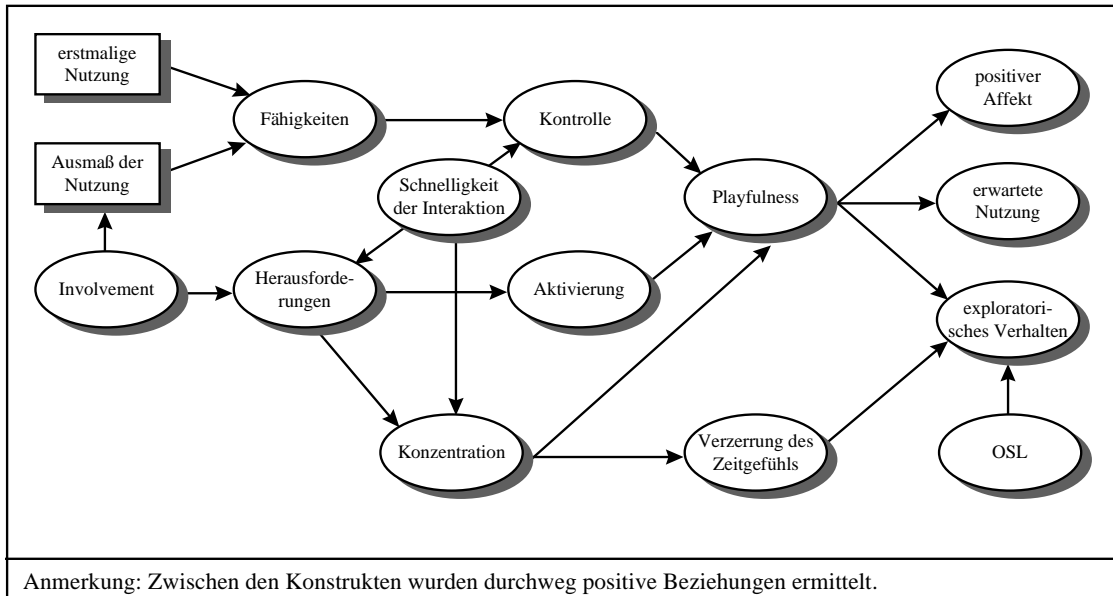 erstmalige
Nutzung
positiver
Affekt
Fähigkeiten
Kontrolle
Ausmaß der
Nutzung
Schnelligkeit
der Interaktion
Playfulness
erwartete
Nutzung
Involvement
Herausforde-
rungen
Aktivierung
exploratori-
sches Verhalten
Konzentration
Verzerrung des
Zeitgefühls
OSL
Anmerkung: Zwischen den Konstrukten wurden durchweg positive Beziehungen ermittelt.